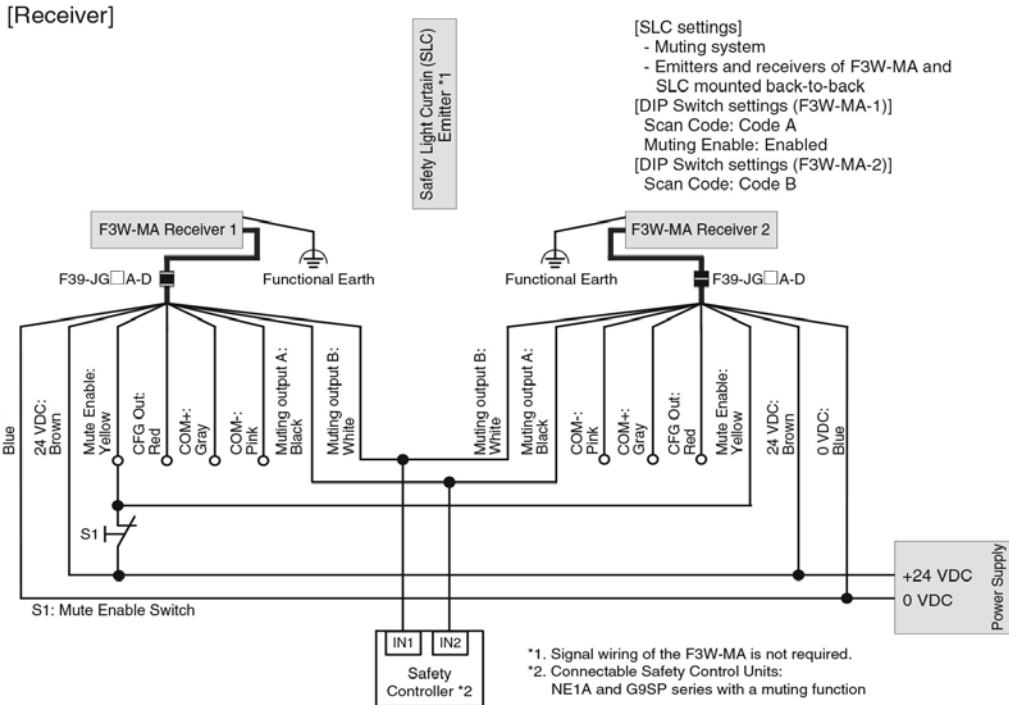 [Receiver]
Safety Light Curtain (SLC)
Emitter *1
[SLC settings]
- Muting system
- Emitters and receivers of F3W-MA and
SLC mounted back-to-back
[DIP Switch settings (F3W-MA-1)]
Scan Code: Code A
Muting Enable: Enabled
[DIP Switch settings (F3W-MA-2)]
Scan Code: Code B
F3W-MA Receiver 1
Functional Earth
F39-JG□A-D
F3W-MA Receiver 2
Functional Earth
F39-JG□A-D
Blue
24 VDC:
Brown
Mute Enable:
Yellow
CFG Out:
Red
COM+:
Gray
COM-:
Pink
Muting output A:
Black
Muting output B:
White
Muting output B:
White
Muting output A:
Black
COM-:
Pink
COM+:
Gray
CFG Out:
Red
Mute Enable:
Yellow
24 VDC:
Brown
0 VDC:
Blue
S1
+24 VDC
0 VDC
Power Supply
S1: Mute Enable Switch
IN1
IN2
Safety
Controller *2
*1. Signal wiring of the F3W-MA is not required.
*2. Connectable Safety Control Units:
NE1A and G9SP series with a muting function